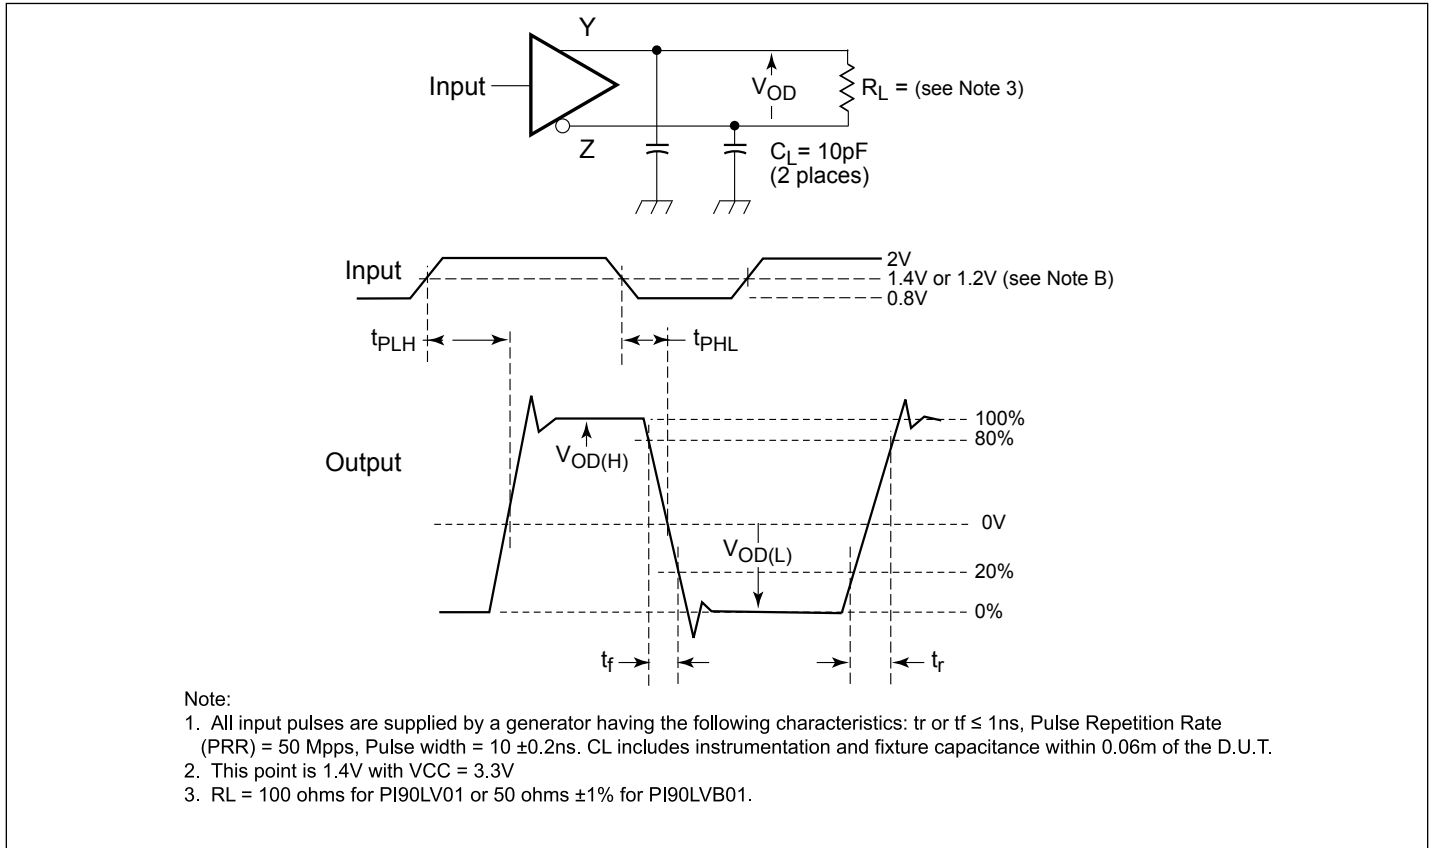 Y
Input
V_OD
R_L = (see Note 3)
Z
C_L = 10pF
(2 places)
Input
2V
1.4V or 1.2V (see Note B)
0.8V
t_PLH
t_PHL
Output
100%
80%
V_OD(H)
0V
V_OD(L)
20%
0%
t_f
t_r
Note:
1. All input pulses are supplied by a generator having the following characteristics: tr or tf ≤ 1ns, Pulse Repetition Rate
(PRR) = 50 Mpps, Pulse width = 10 ±0.2ns. CL includes instrumentation and fixture capacitance within 0.06m of the D.U.T.
2. This point is 1.4V with VCC = 3.3V
3. RL = 100 ohms for PI90LV01 or 50 ohms ±1% for PI90LVB01.